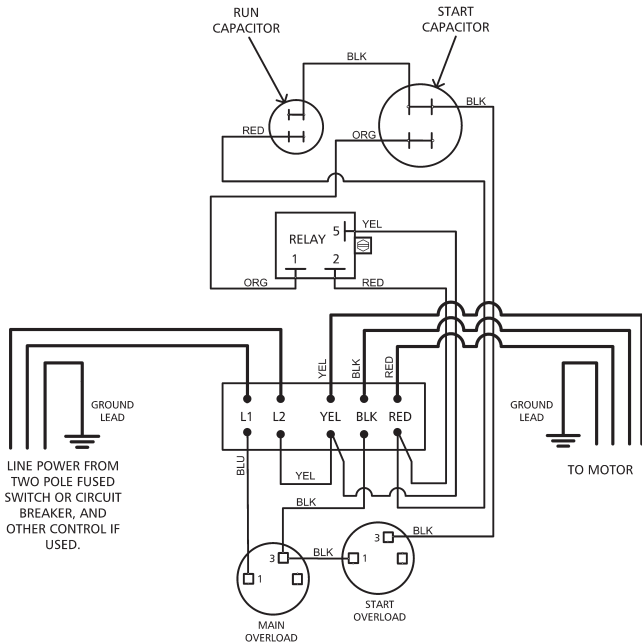 RUN
CAPACITOR
START
CAPACITOR
BLK
BLK
RED
ORG
YEL
RELAY
5
1
2
ORG
RED
YEL
BLK
RED
GROUND
LEAD
L1
L2
YEL
BLK
RED
GROUND
LEAD
LINE POWER FROM
TWO POLE FUSED
SWITCH OR CIRCUIT
BREAKER, AND
OTHER CONTROL IF
USED.
TO MOTOR
BLU
YEL
BLK
BLK
3
1
BLK
3
1
MAIN
OVERLOAD
START
OVERLOAD